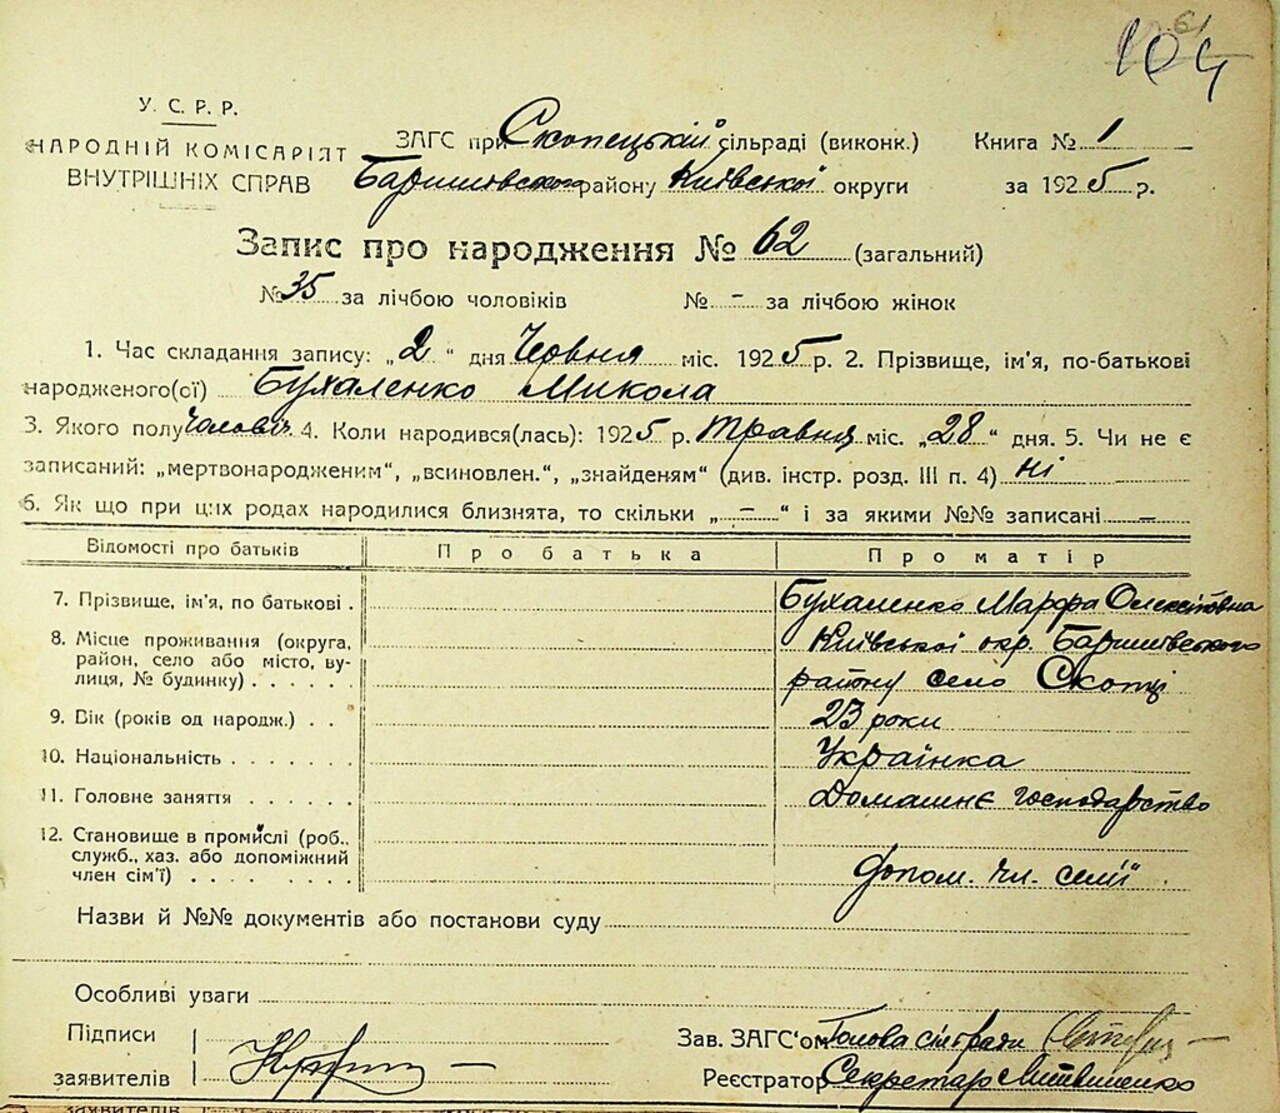 104
У. С. Р. Р.
НАРОДНІЙ КОМІСАРІЯТ
ВНУТРІШНІХ СПРАВ
ЗАГС при Скопецькій сільраді (виконк.) Книга № 1
Баришівського району Київської округи за 1925 р.
Запис про народження № 62 (загальний)
№ 35 за лічбою чоловіків № - за лічбою жінок
1. Час складання запису: „2“ дня Червня міс. 1925 р. 2. Прізвище, ім'я, по-батькові
народженого(сї) Бухаленко Микола
3. Якого полу чоловіч. 4. Коли народився(лась): 1925 р. травня міс. „28“ дня. 5. Чи не є
записаний: „мертвонародженим“, „всиновлен.“, „знайденям“ (див. інстр. розд. III п. 4) ні
6. Як що при цих родах народилися близнята, то скільки „-“ і за якими №№ записані -
Відомості про батьків Про батька Про матір
7. Прізвище, ім'я, по батькові . Бухаленко Марфа Олексіївна
8. Місце проживання (округа, Київської окр. Баришівського
район, село або місто, ву-
лиця, № будинку) . . . . . району село Скопці
9. Вік (років од народж.) . . 23 роки
10. Національність . . . . . . . Українка
11. Головне заняття . . . . . . Домашнє господарство
12. Становище в промислі (роб.,
служб., хаз. або допоміжний
член сім'ї) . . . . . . . Допом. чл. семії
Назви й №№ документів або постанови суду
Особливі уваги
Підписи
заявителів
Зав. ЗАГС'ом Голова сільради
Реєстратор Секретар Литвиненко
заявителів